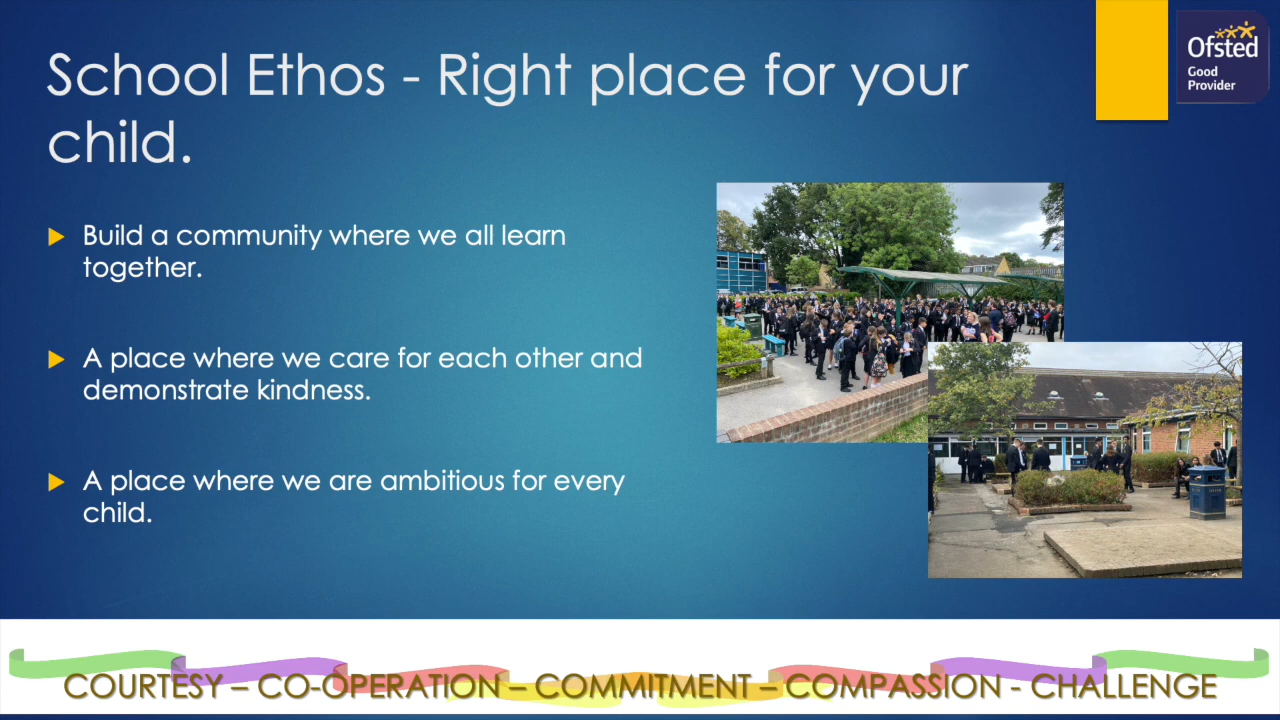 School Ethos - Right place for your
child.
Ofsted
Good
Provider
Build a community where we all learn
together.
A place where we care for each other and
demonstrate kindness.
A place where we are ambitious for every
child.
COURTESY – CO-OPERATION – COMMITMENT – COMPASSION - CHALLENGE